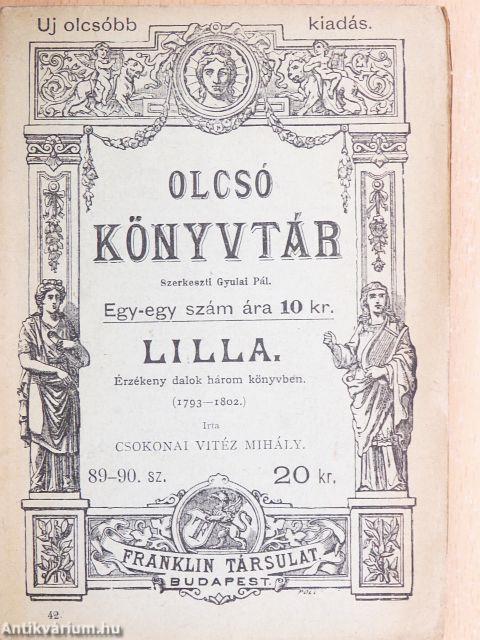 Uj olcsóbb kiadás.
OLCSÓ
KÖNYVTÁR
Szerkeszti Gyulai Pál.
Egy-egy szám ára 10 kr.
LILLA.
Érzékeny dalok három könyvben.
(1793—1802.)
Irta
CSOKONAI VITÉZ MIHÁLY.
89-90. sz. 20 kr.
FRANKLIN TÁRSULAT
BUDAPEST.
42.
Antikvárium.hu